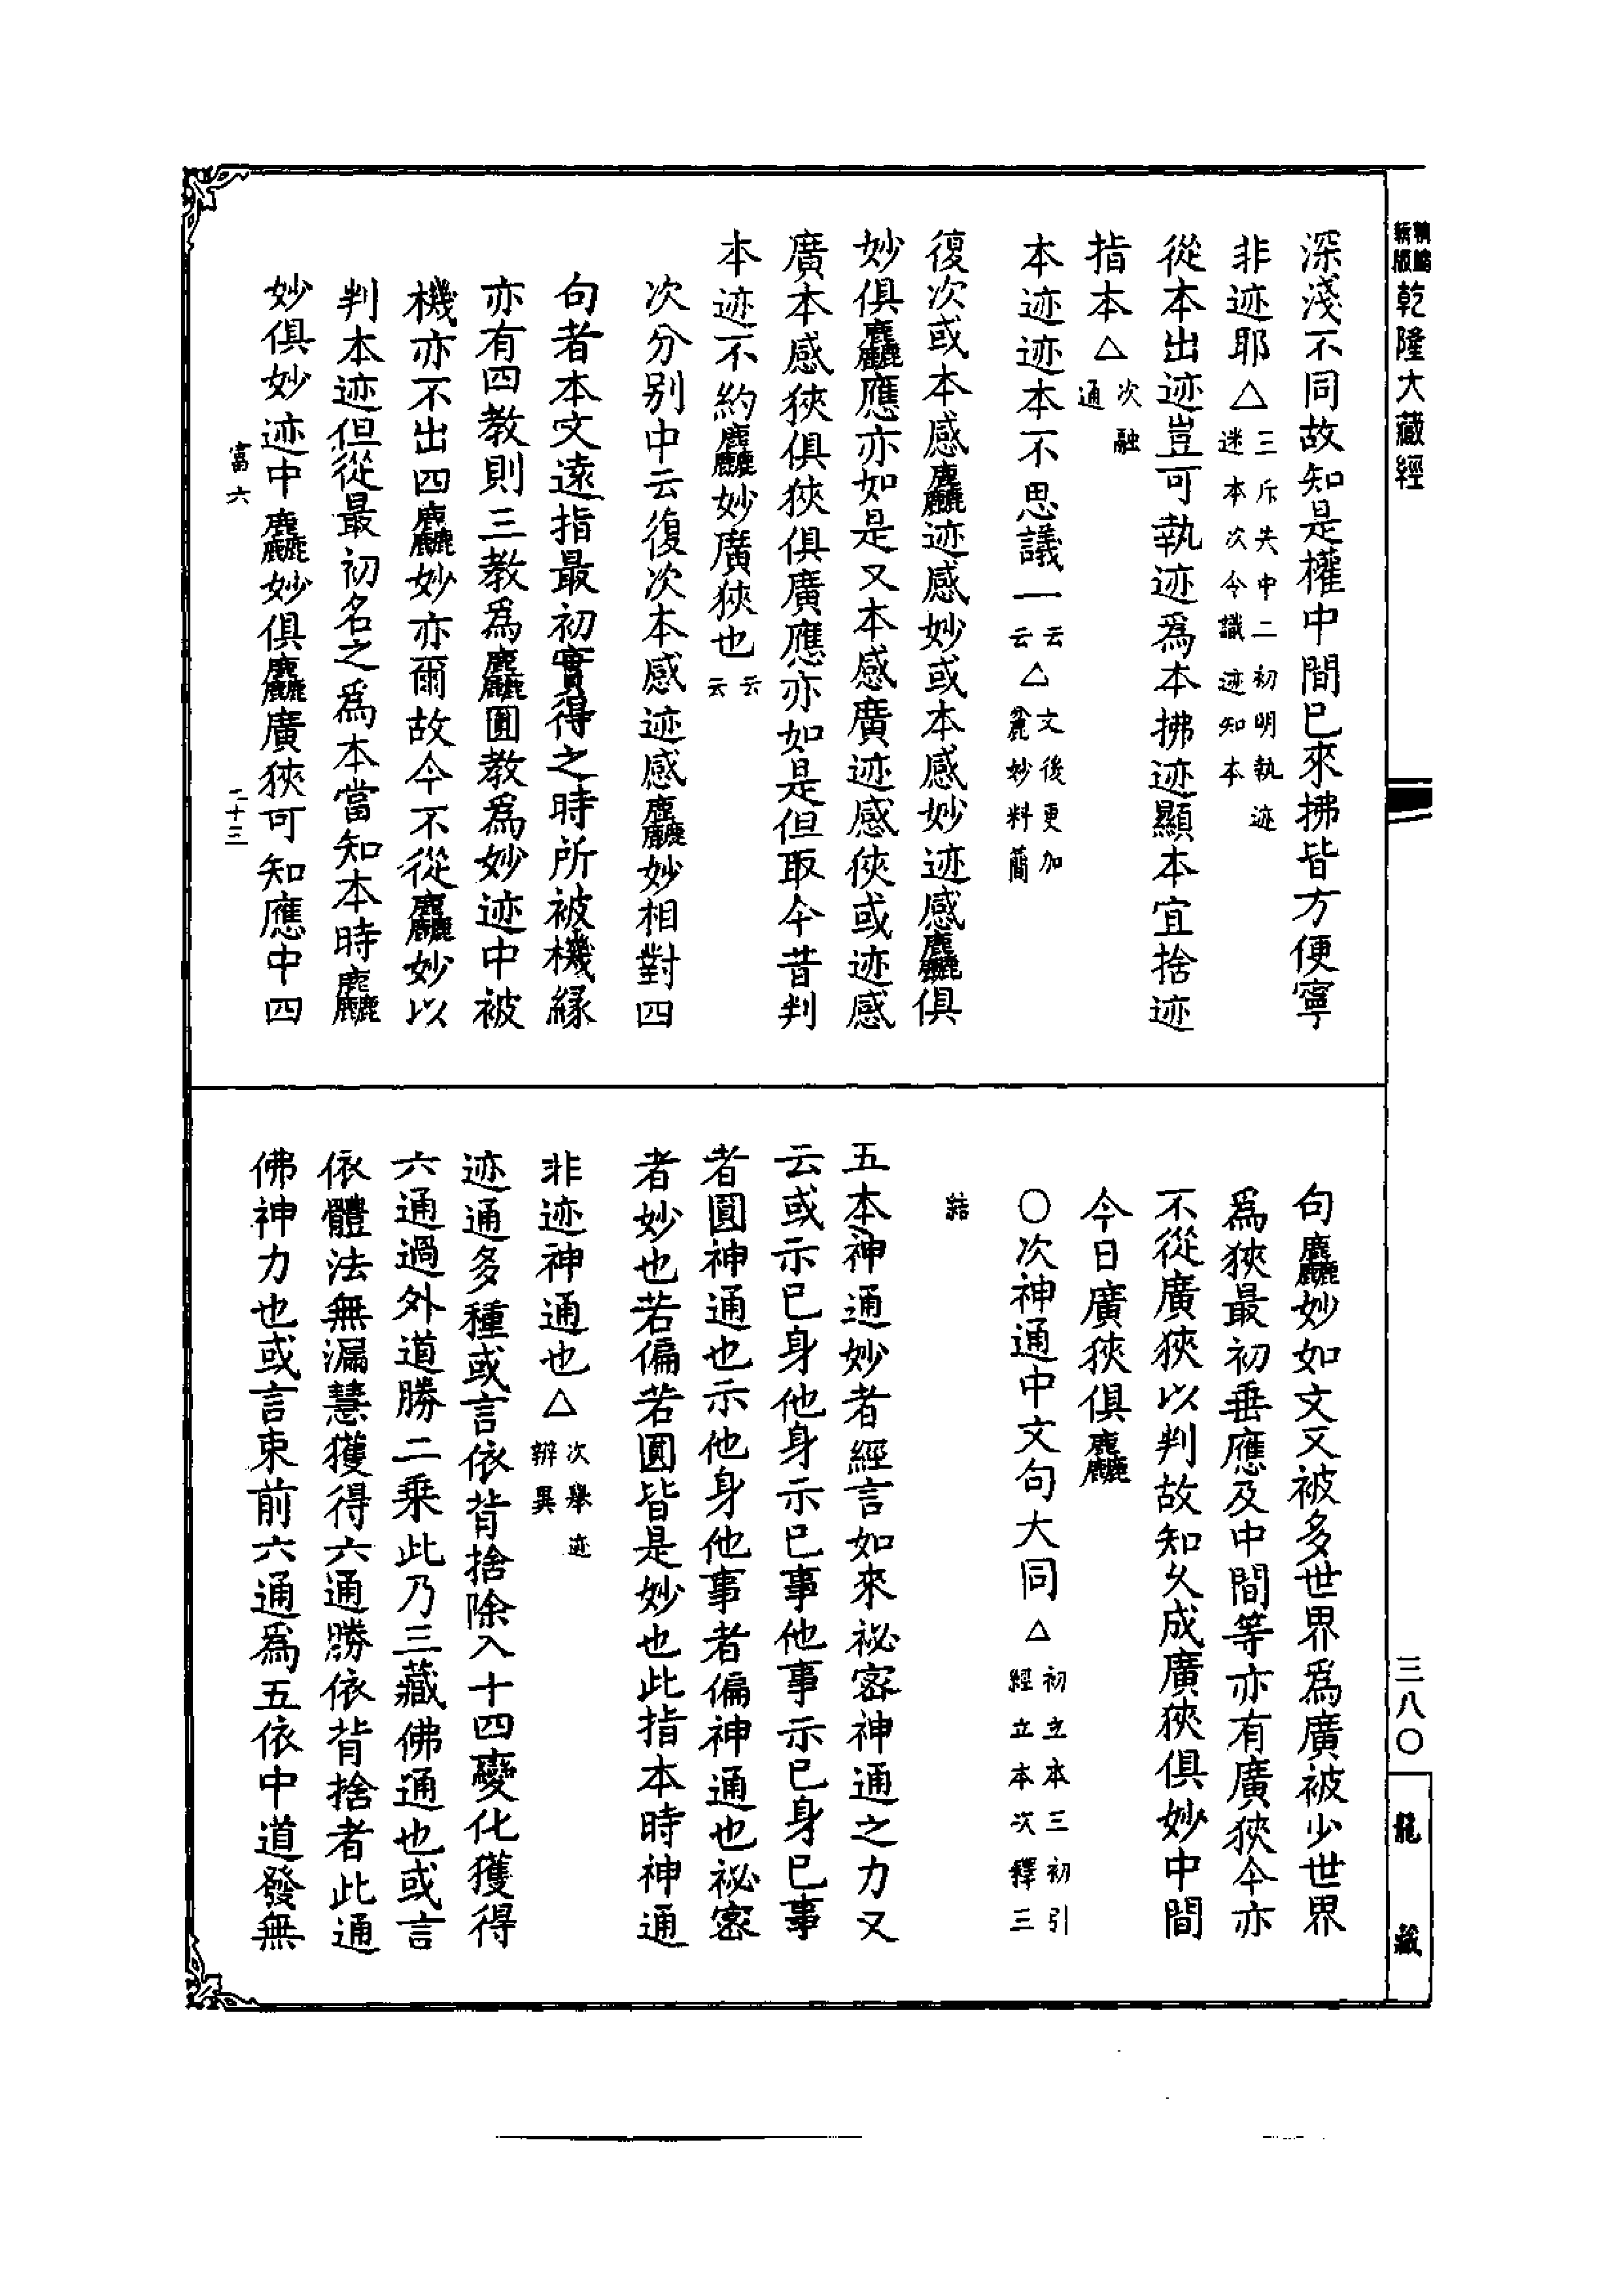 精縮新版
乾隆大藏經
深淺不同故知是權中間已來拂皆方便寧
非迹耶△三斥失中二初明執迹迷本次今識迹知本
從本出迹豈可執迹爲本拂迹顯本宜捨迹
指本△次融通
本迹迹本不思議一云云△文後更加麁妙料簡
復次或本感麤迹感妙或本感妙迹感麤俱
妙俱麤應亦如是又本感廣迹感俠或迹感
廣本感狹俱狹俱廣應亦如是但取今昔判
本迹不約麤妙廣狹也云云
次分别中云復次本感迹感麤妙相對四
句者本文遠指最初實得之時所被機緣
亦有四教則三教爲麤圓教爲妙迹中被
機亦不出四麤妙亦爾故今不從麤妙以
判本迹但從最初名之爲本當知本時麤
妙俱妙迹中麤妙俱麤廣狹可知應中四
富六
二十三
句麤妙如文又被多世界爲廣被少世界
爲狹最初垂應及中間等亦有廣狹今亦
不從廣狹以判故知久成廣狹俱妙中間
今日廣狹俱麤
○次神通中文句大同△初立本三初引經立本次釋三
結
五本神通妙者經言如來祕密神通之力又
云或示已身他身示已事他事示已身已事
者圓神通也示他身他事者偏神通也祕密
者妙也若偏若圓皆是妙也此指本時神通
非迹神通也△次舉迹辨異
迹通多種或言依背捨除入十四變化獲得
六通過外道勝二乘此乃三藏佛通也或言
依體法無漏慧獲得六通勝依背捨者此通
佛神力也或言束前六通爲五依中道發無
三八〇
龍藏